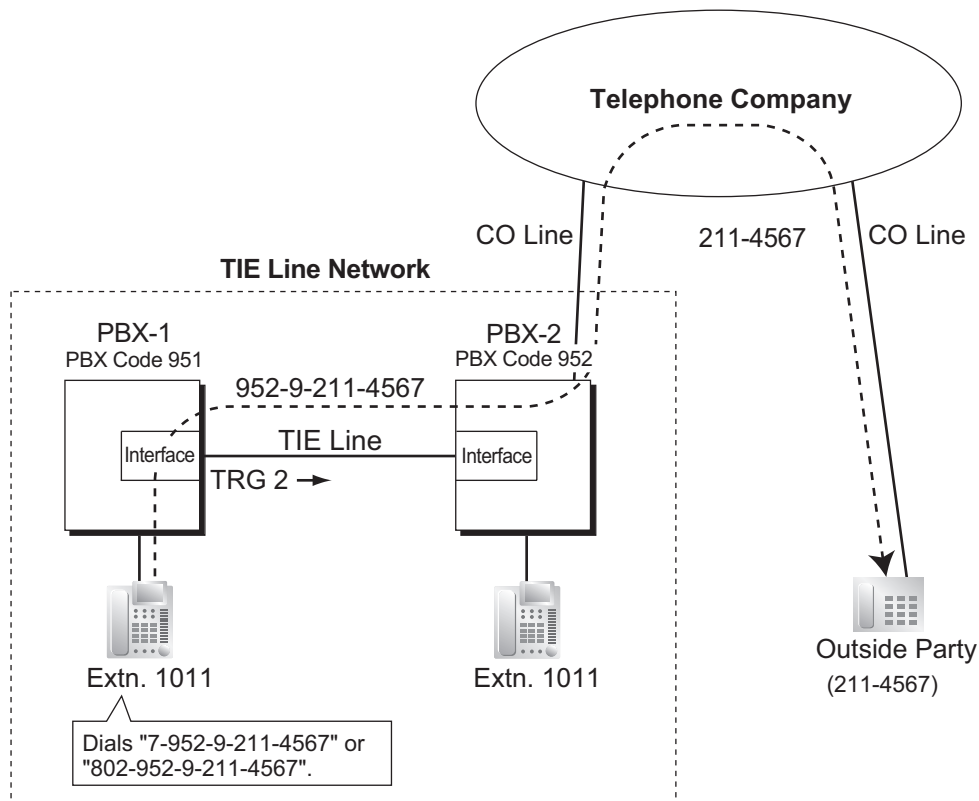 Telephone Company
CO Line
211-4567
CO Line
TIE Line Network
PBX-1
PBX Code 951
PBX-2
PBX Code 952
952-9-211-4567
Interface
TIE Line
Interface
TRG 2
Extn. 1011
Extn. 1011
Outside Party
(211-4567)
Dials "7-952-9-211-4567" or
"802-952-9-211-4567".